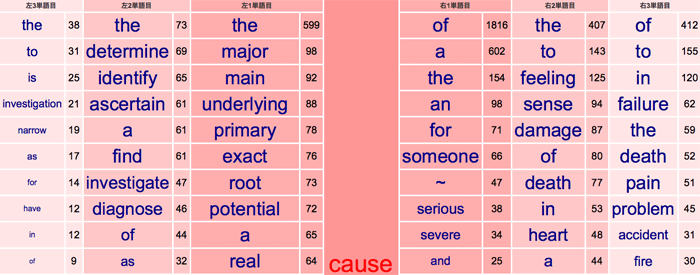 左3単語目 左2単語目 左1単語目 右1単語目 右2単語目 右3単語目
the 38 the 73 the 599 of 1816 the 407 of 412
to 31 determine 69 major 98 a 602 to 143 to 155
is 25 identify 65 main 92 the 154 feeling 125 in 120
investigation 21 ascertain 61 underlying 88 an 98 sense 94 failure 62
narrow 19 a 61 primary 78 for 71 damage 87 the 59
as 17 find 61 exact 76 someone 66 of 80 death 52
for 14 investigate 47 root 73 ~ 47 death 77 pain 51
have 12 diagnose 46 potential 72 serious 38 in 53 problem 45
in 12 of 44 a 65 severe 34 heart 48 accident 31
of 9 as 32 real 64 cause and 25 a 44 fire 30